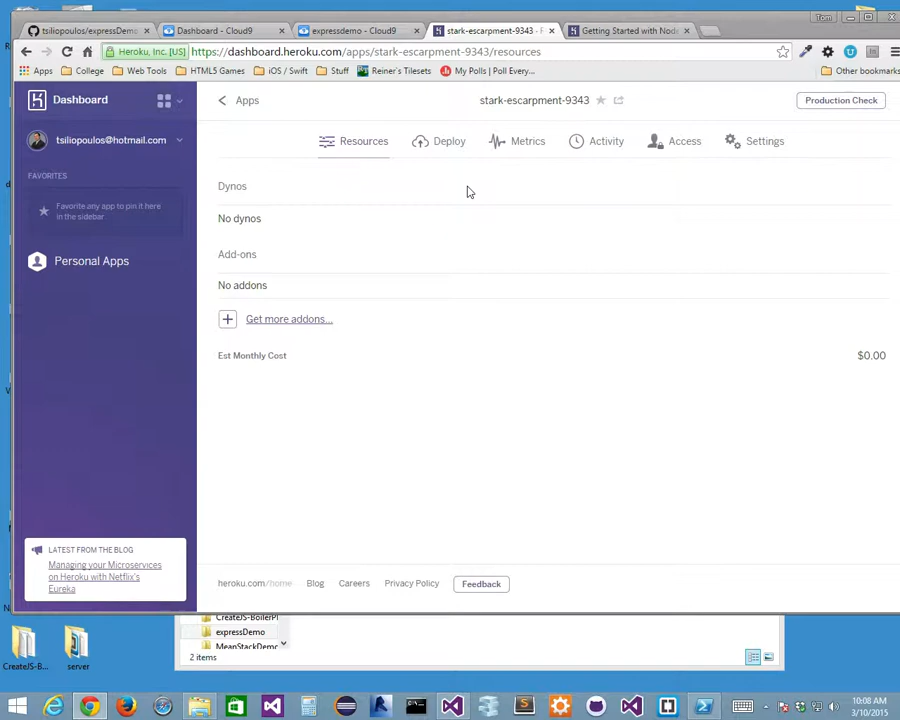 Tom
tsiliopoulos/expressDemo
Dashboard - Cloud9
expressdemo - Cloud9
stark-escarpment-9343 - 
Getting Started with Node
Heroku, Inc. [US]
https://dashboard.heroku.com/apps/stark-escarpment-9343/resources
Apps
College
Web Tools
HTML5 Games
iOS / Swift
Stuff
Reiner's Tilesets
My Polls | Poll Every...
Other bookmarks
Dashboard
Apps
stark-escarpment-9343
Production Check
tsiliopoulos@hotmail.com
Resources
Deploy
Metrics
Activity
Access
Settings
FAVORITES
Favorite any app to pin it here
in the sidebar
Personal Apps
Dynos
No dynos
Add-ons
No addons
Get more addons...
Est Monthly Cost
$0.00
LATEST FROM THE BLOG
Managing your Microservices
on Heroku with Netflix's
Eureka
heroku.com/home
Blog
Careers
Privacy Policy
Feedback
CreateJS-BoilerPl
expressDemo
MeanStackDemo
2 items
CreateJS-B...
server
10:08 AM
3/10/2015